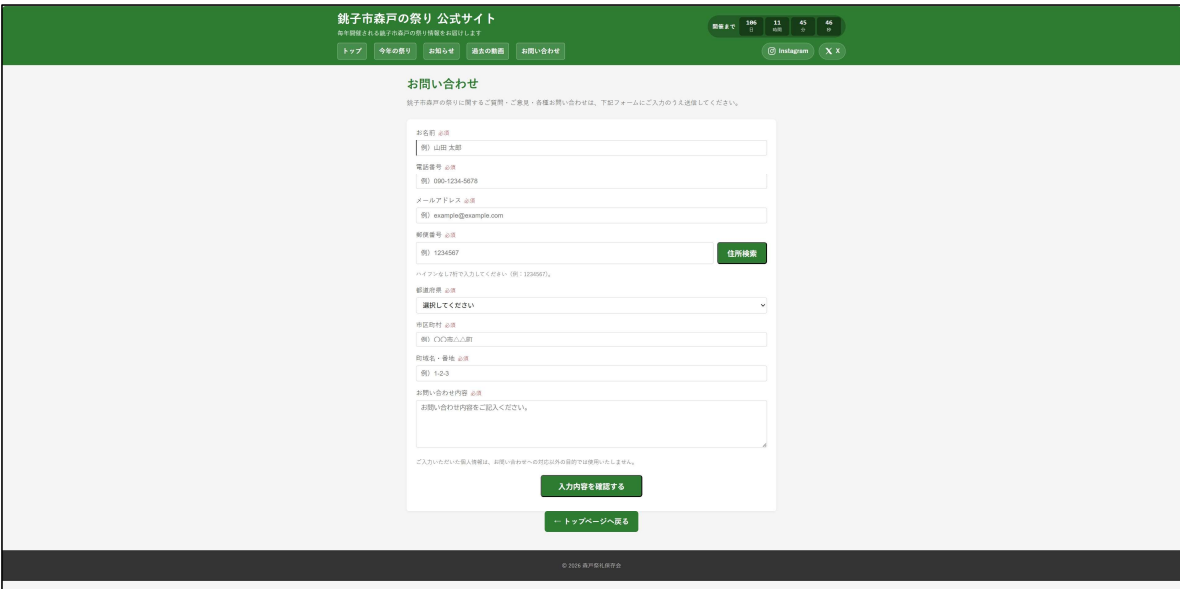 銚子市森戸の祭り 公式サイト
毎年開催される銚子市森戸の祭り情報をお届けします
開催まで 106 日 11 時間 45 分 46 秒
トップ 今年の祭り お知らせ 過去の動画 お問い合わせ
Instagram X X
お問い合わせ
銚子市森戸の祭りに関するご質問・ご意見・各種お問い合わせは、下記フォームにご入力のうえ送信してください。
お名前 必須
例）山田 太郎
電話番号 必須
例）090-1234-5678
メールアドレス 必須
例）example@example.com
郵便番号 必須
例）1234567
住所検索
ハイフンなし7桁で入力してください（例：1234567）。
都道府県 必須
選択してください
市区町村 必須
例）〇〇市△△町
町域名・番地 必須
例）1-2-3
お問い合わせ内容 必須
お問い合わせ内容をご記入ください。
ご入力いただいた個人情報は、お問い合わせへの対応以外の目的では使用いたしません。
入力内容を確認する
← トップページへ戻る
© 2026 森戸祭礼保存会